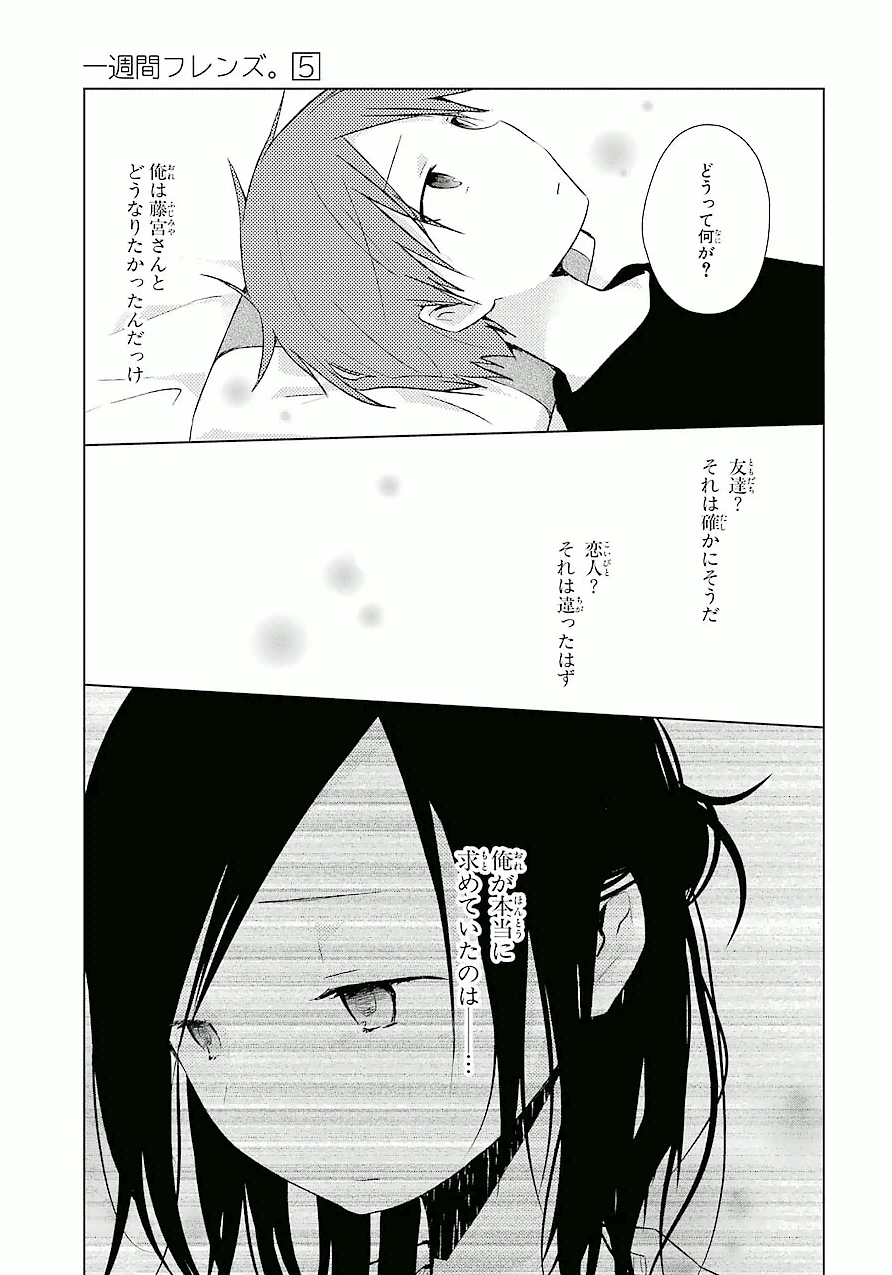 一週間フレンズ。5
どうって何が？
俺は藤宮さんと
どうなりたかったんだっけ
友達？
それは確かにそうだ
恋人？
それは違ったはず
俺が本当に
求めていたのは――……